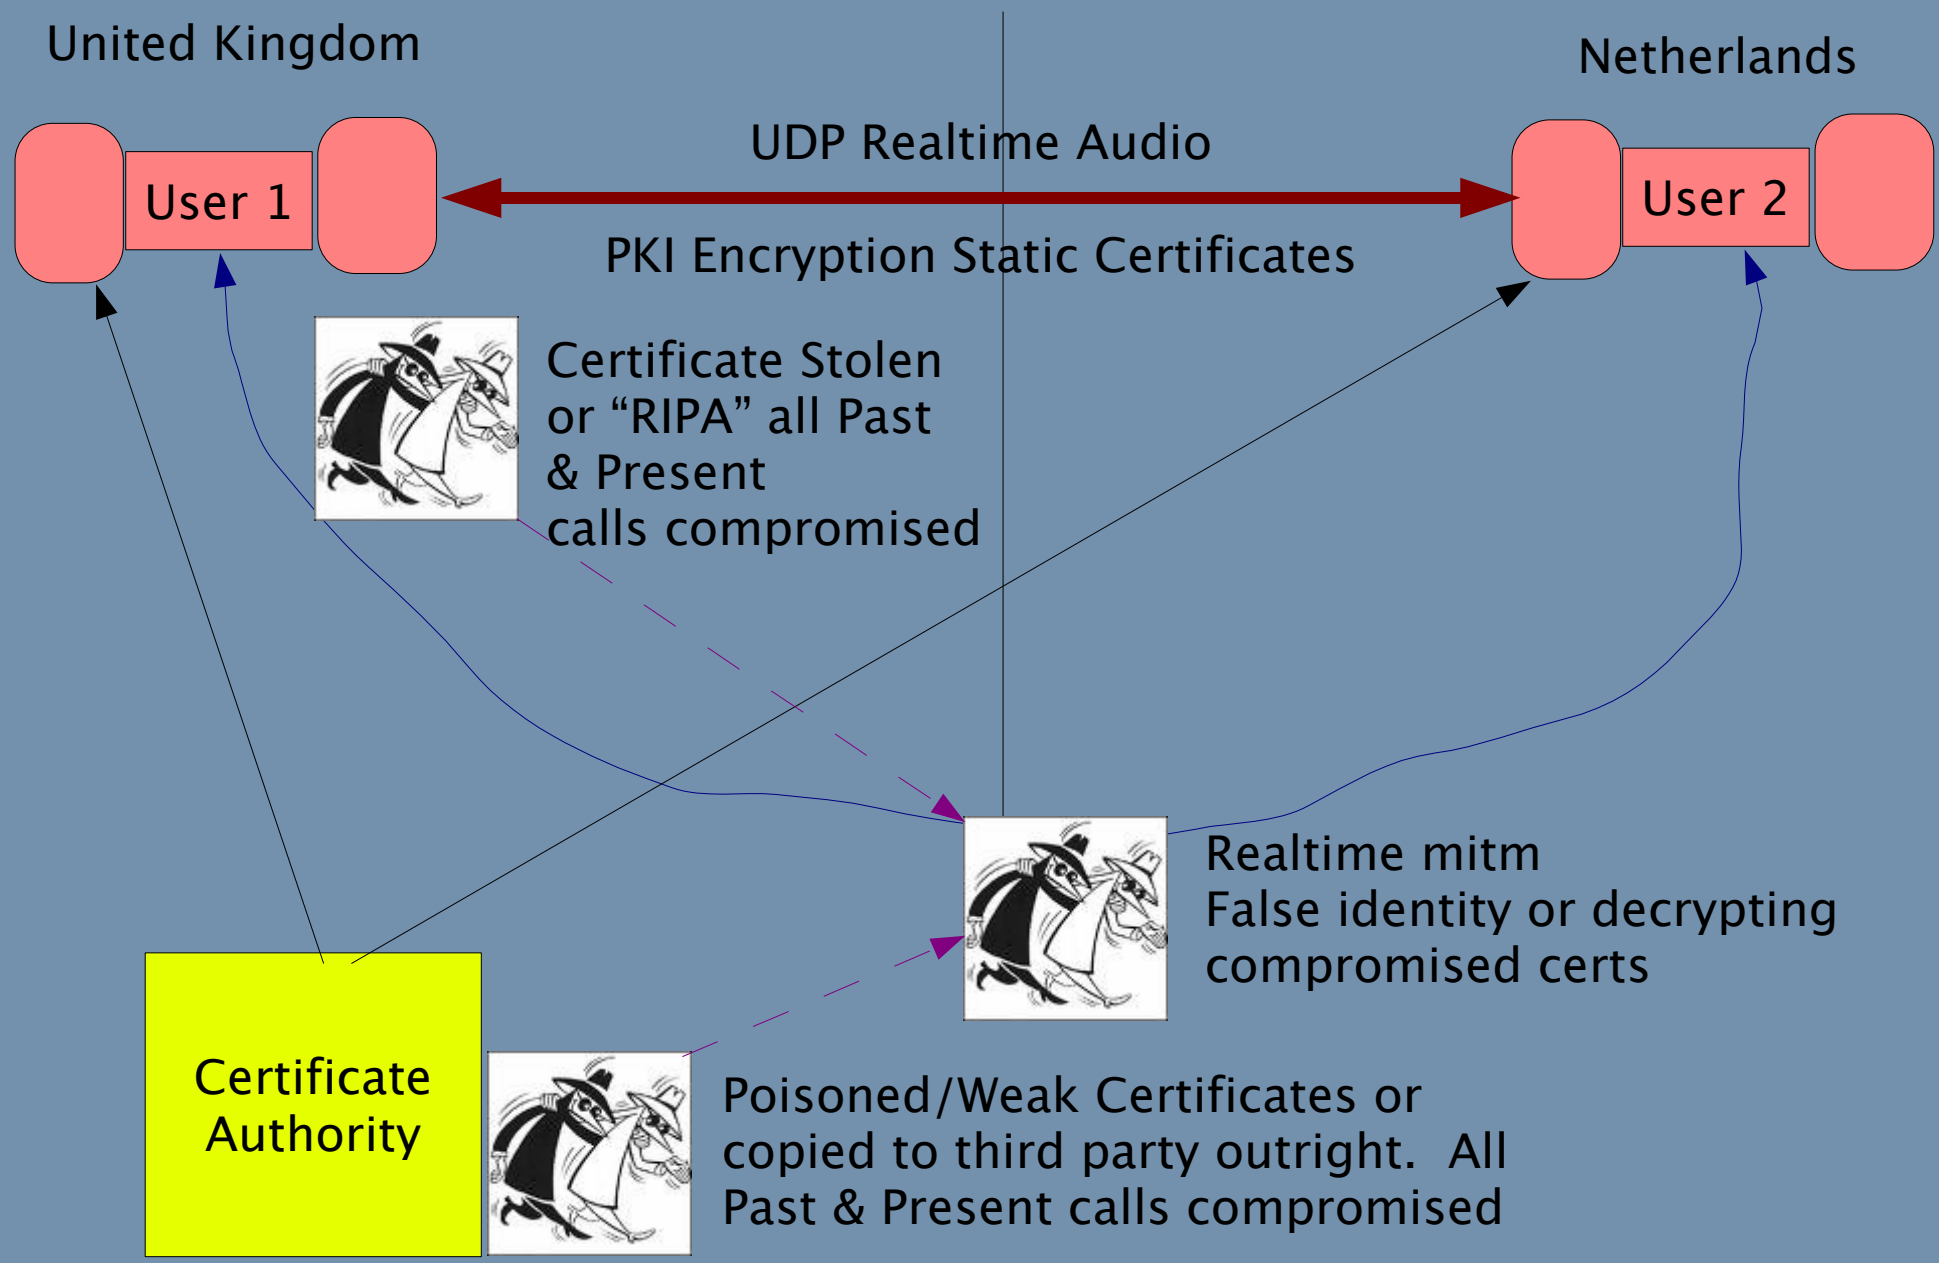 United Kingdom
Netherlands
UDP Realtime Audio
User 1
User 2
PKI Encryption Static Certificates
Certificate Stolen
or “RIPA” all Past
& Present
calls compromised
Realtime mitm
False identity or decrypting
compromised certs
Certificate
Authority
Poisoned/Weak Certificates or
copied to third party outright.  All
Past & Present calls compromised